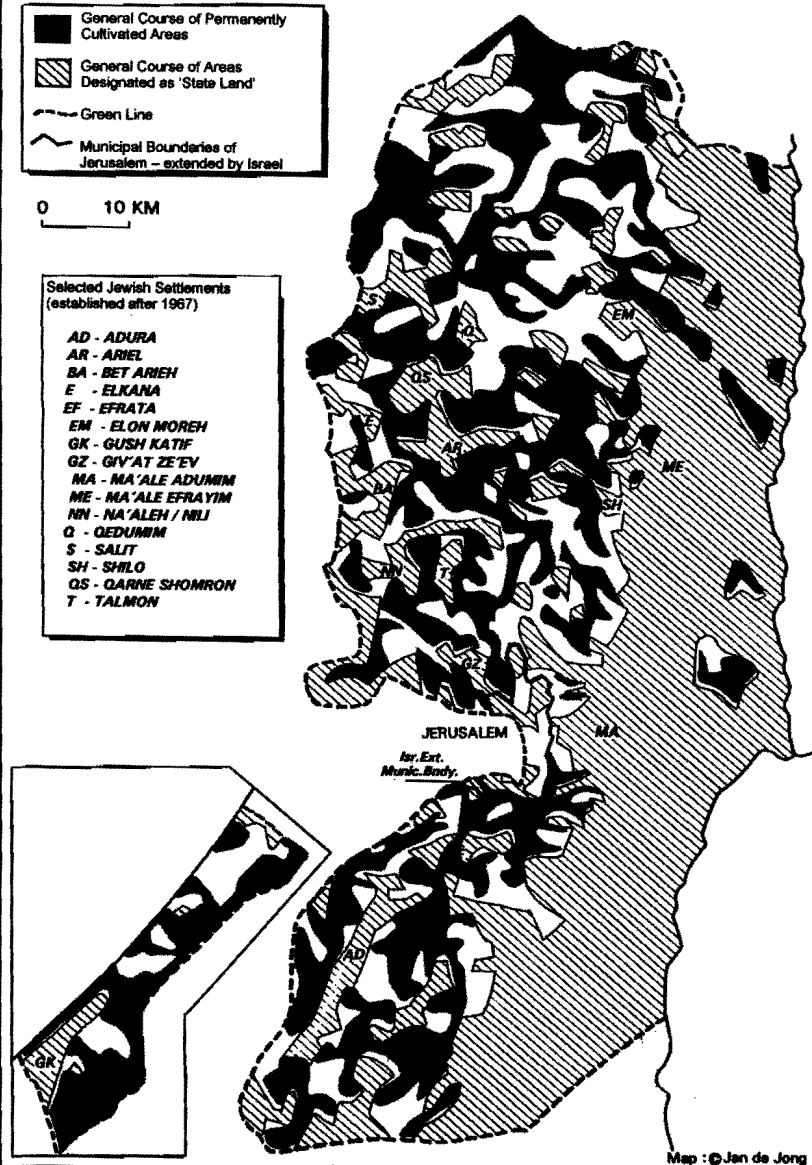 General Course of Permanently
Cultivated Areas
General Course of Areas
Designated as 'State Land'
Green Line
Municipal Boundaries of
Jerusalem – extended by Israel
0 10 KM
Selected Jewish Settlements
(established after 1967)
AD - ADURA
AR - ARIEL
BA - BET ARIEH
E - ELKANA
EF - EFRATA
EM - ELON MOREH
GK - GUSH KATIF
GZ - GIV'AT ZE'EV
MA - MA'ALE ADUMIM
ME - MA'ALE EFRAYIM
NN - NA'ALEH / NILI
Q - QEDUMIM
S - SALIT
SH - SHILO
QS - QARNE SHOMRON
T - TALMON
S
EM
Q
QS
E
AR
ME
BA
SH
NN
T
GZ
JERUSALEM
MA
Isr.Ext.
Munic.Bndy.
AD
GK
Map : © Jan de Jong